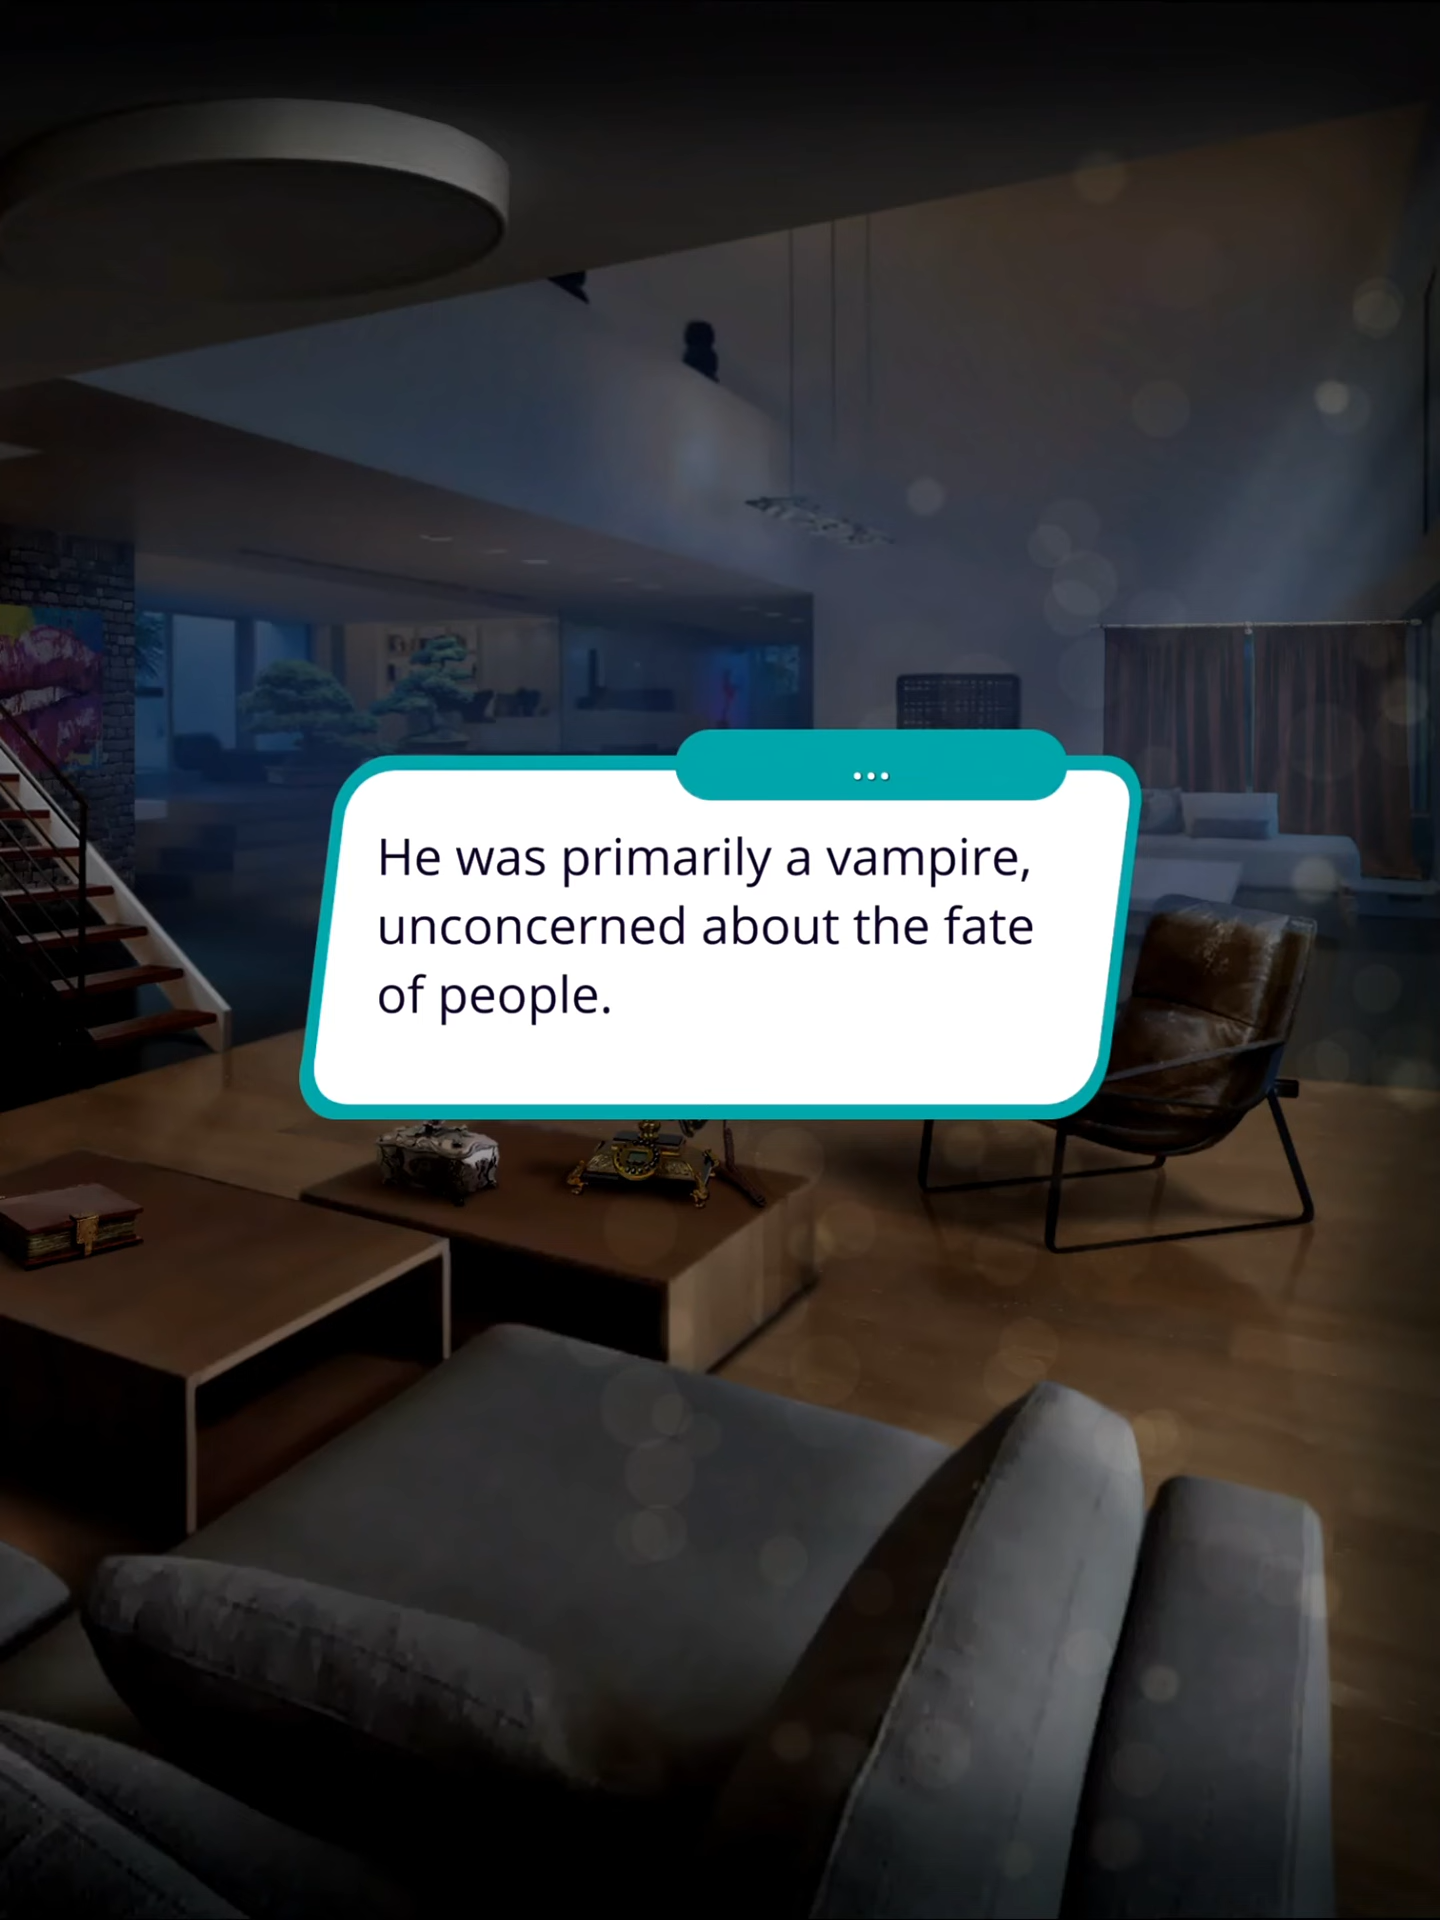 ...
He was primarily a vampire,
unconcerned about the fate
of people.